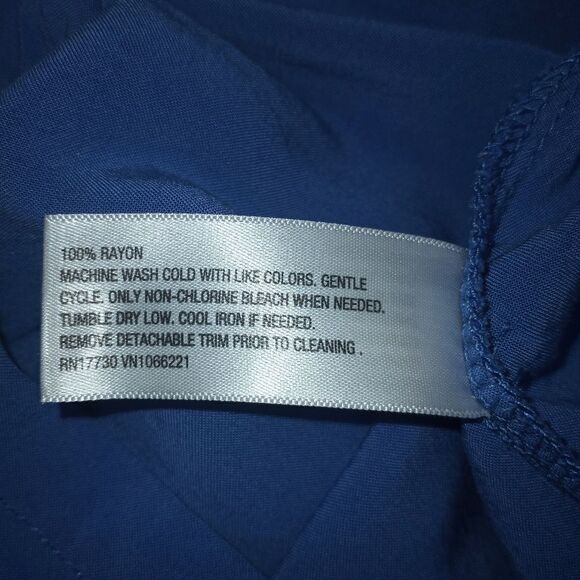 100% RAYON
MACHINE WASH COLD WITH LIKE COLORS. GENTLE
CYCLE. ONLY NON-CHLORINE BLEACH WHEN NEEDED.
TUMBLE DRY LOW. COOL IRON IF NEEDED.
REMOVE DETACHABLE TRIM PRIOR TO CLEANING .
RN17730 VN1066221